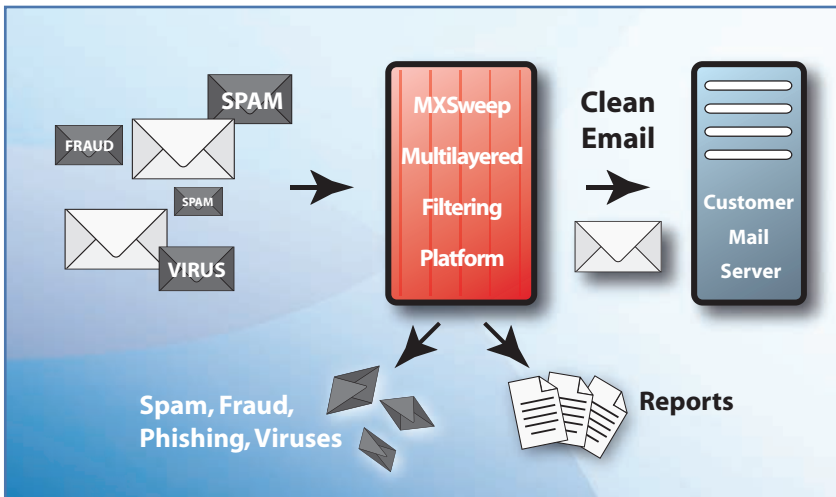 SPAM
FRAUD
SPAM
VIRUS
MXSweep
Multilayered
Filtering
Platform
Clean
Email
Customer
Mail
Server
Spam, Fraud,
Phishing, Viruses
Reports